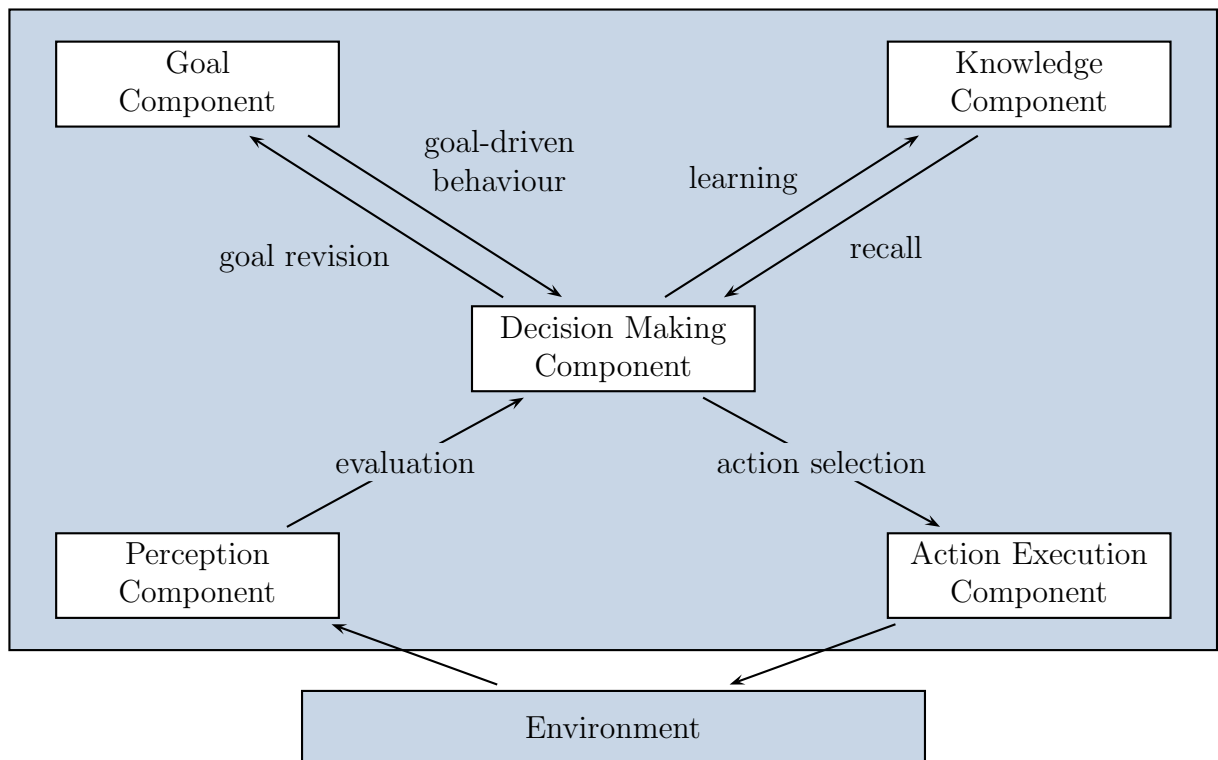 Goal
Component
Knowledge
Component
goal-driven
behaviour
learning
goal revision
recall
Decision Making
Component
evaluation
action selection
Perception
Component
Action Execution
Component
Environment